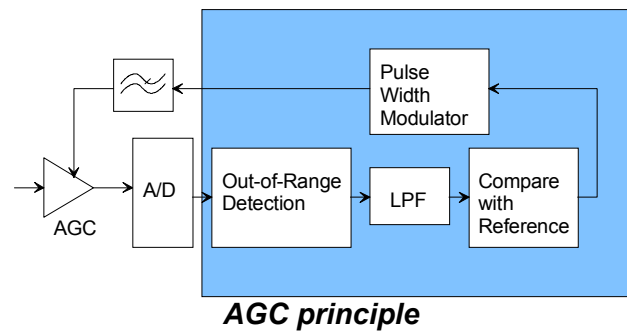 Pulse
Width
Modulator
AGC
A/D
Out-of-Range
Detection
LPF
Compare
with
Reference
AGC principle